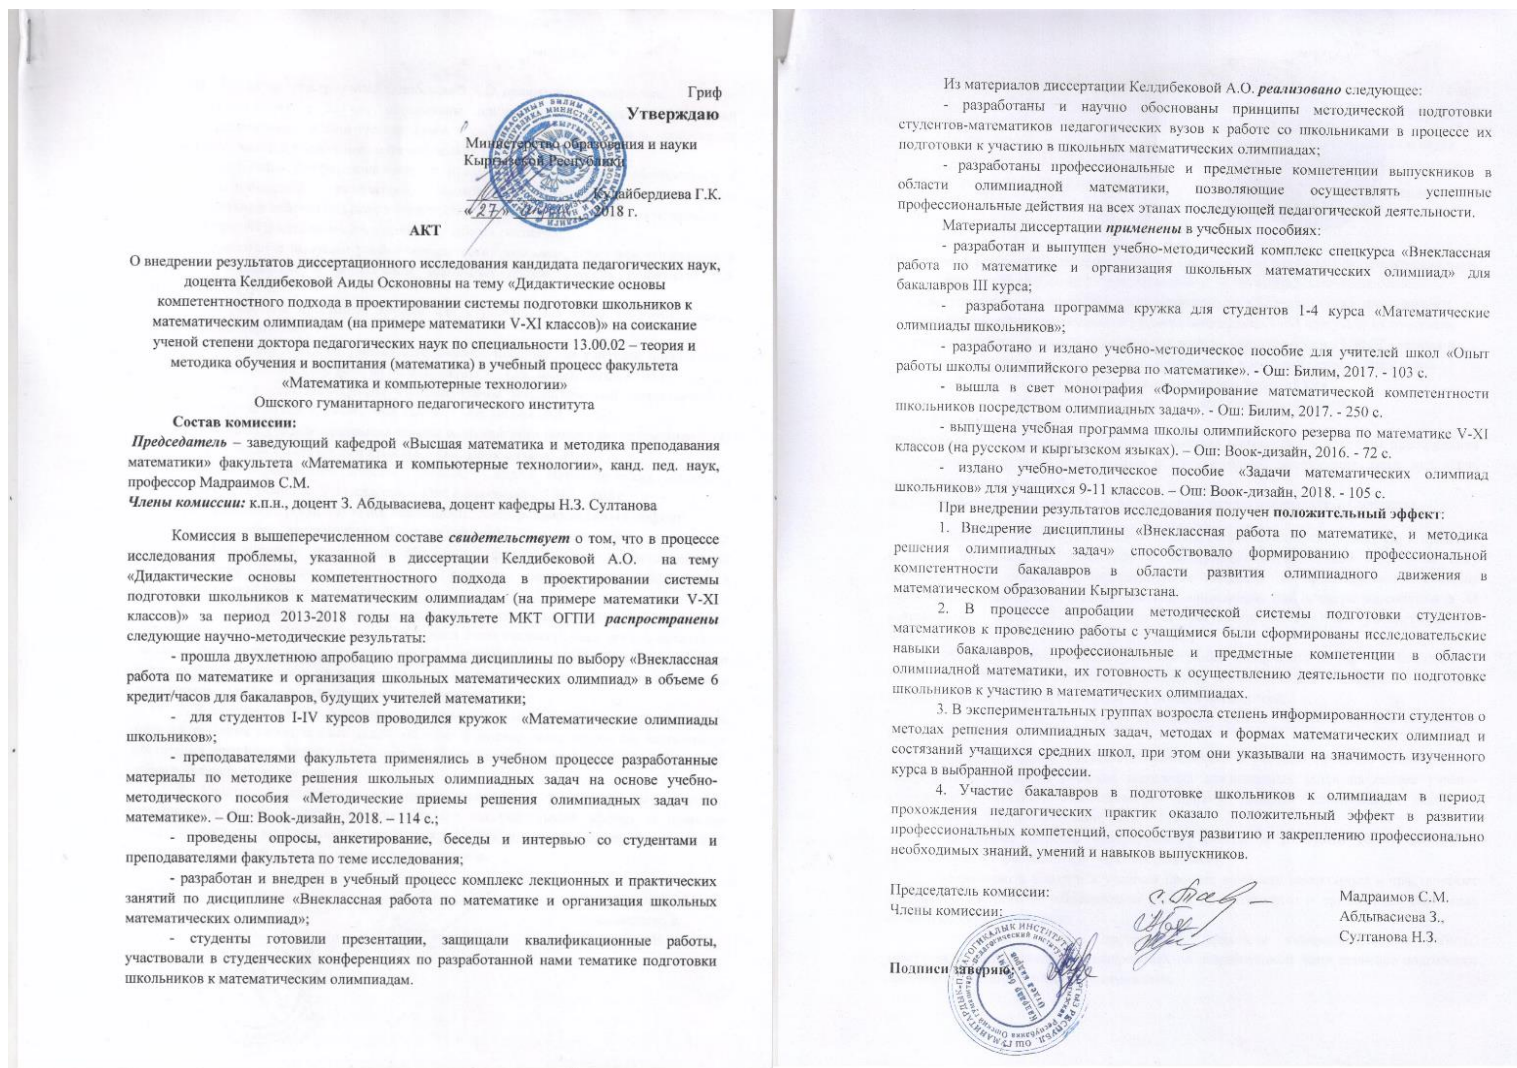 Гриф
Утверждаю
Министерство образования и науки
Кыргызской Республики
Кудайбердиева Г.К.
«27» 2018 г.
АКТ
О внедрении результатов диссертационного исследования кандидата педагогических наук,
доцента Келдибековой Аиды Осконовны на тему «Дидактические основы
компетентностного подхода в проектировании системы подготовки школьников к
математическим олимпиадам (на примере математики V-XI классов)» на соискание
ученой степени доктора педагогических наук по специальности 13.00.02 – теория и
методика обучения и воспитания (математика) в учебный процесс факультета
«Математика и компьютерные технологии»
Ошского гуманитарного педагогического института
Состав комиссии:
Председатель – заведующий кафедрой «Высшая математика и методика преподавания
математики» факультета «Математика и компьютерные технологии», канд. пед. наук,
профессор Мадраимов С.М.
Члены комиссии: к.п.н., доцент З. Абдывасиева, доцент кафедры Н.З. Султанова
Комиссия в вышеперечисленном составе свидетельствует о том, что в процессе
исследования проблемы, указанной в диссертации Келдибековой А.О. на тему
«Дидактические основы компетентностного подхода в проектировании системы
подготовки школьников к математическим олимпиадам (на примере математики V-XI
классов)» за период 2013-2018 годы на факультете МКТ ОГПИ распространены
следующие научно-методические результаты:
- прошла двухлетнюю апробацию программа дисциплины по выбору «Внеклассная
работа по математике и организация школьных математических олимпиад» в объеме 6
кредит/часов для бакалавров, будущих учителей математики;
- для студентов I-IV курсов проводился кружок «Математические олимпиады
школьников»;
- преподавателями факультета применялись в учебном процессе разработанные
материалы по методике решения школьных олимпиадных задач на основе учебно-
методического пособия «Методические приемы решения олимпиадных задач по
математике». – Ош: Book-дизайн, 2018. – 114 с.;
- проведены опросы, анкетирование, беседы и интервью со студентами и
преподавателями факультета по теме исследования;
- разработан и внедрен в учебный процесс комплекс лекционных и практических
занятий по дисциплине «Внеклассная работа по математике и организация школьных
математических олимпиад»;
- студенты готовили презентации, защищали квалификационные работы,
участвовали в студенческих конференциях по разработанной нами тематике подготовки
школьников к математическим олимпиадам.
Из материалов диссертации Келдибековой А.О. реализовано следующее:
- разработаны и научно обоснованы принципы методической подготовки
студентов-математиков педагогических вузов к работе со школьниками в процессе их
подготовки к участию в школьных математических олимпиадах;
- разработаны профессиональные и предметные компетенции выпускников в
области олимпиадной математики, позволяющие осуществлять успешные
профессиональные действия на всех этапах последующей педагогической деятельности.
Материалы диссертации применены в учебных пособиях:
- разработан и выпущен учебно-методический комплекс спецкурса «Внеклассная
работа по математике и организация школьных математических олимпиад» для
бакалавров III курса;
- разработана программа кружка для студентов 1-4 курса «Математические
олимпиады школьников»;
- разработано и издано учебно-методическое пособие для учителей школ «Опыт
работы школы олимпийского резерва по математике». - Ош: Билим, 2017. - 103 с.
- вышла в свет монография «Формирование математической компетентности
школьников посредством олимпиадных задач». - Ош: Билим, 2017. - 250 с.
- выпущена учебная программа школы олимпийского резерва по математике V-XI
классов (на русском и кыргызском языках). – Ош: Book-дизайн, 2016. - 72 с.
- издано учебно-методическое пособие «Задачи математических олимпиад
школьников» для учащихся 9-11 классов. – Ош: Book-дизайн, 2018. - 105 с.
При внедрении результатов исследования получен положительный эффект:
1. Внедрение дисциплины «Внеклассная работа по математике, и методика
решения олимпиадных задач» способствовало формированию профессиональной
компетентности бакалавров в области развития олимпиадного движения в
математическом образовании Кыргызстана.
2. В процессе апробации методической системы подготовки студентов-
математиков к проведению работы с учащимися были сформированы исследовательские
навыки бакалавров, профессиональные и предметные компетенции в области
олимпиадной математики, их готовность к осуществлению деятельности по подготовке
школьников к участию в математических олимпиадах.
3. В экспериментальных группах возросла степень информированности студентов о
методах решения олимпиадных задач, методах и формах математических олимпиад и
состязаний учащихся средних школ, при этом они указывали на значимость изученного
курса в выбранной профессии.
4. Участие бакалавров в подготовке школьников к олимпиадам в период
прохождения педагогических практик оказало положительный эффект в развитии
профессиональных компетенций, способствуя развитию и закреплению профессионально
необходимых знаний, умений и навыков выпускников.
Председатель комиссии: Мадраимов С.М.
Члены комиссии: Абдывасиева З.,
Султанова Н.З.
Подписи заверяю:
Кадрлар бөлүмү
Отдел кадров